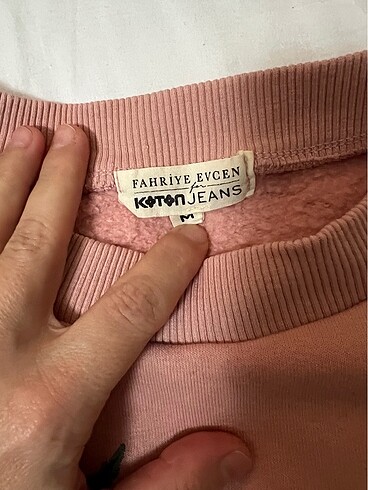 FAHRİYE EVCEN
for
KOTON JEANS
M